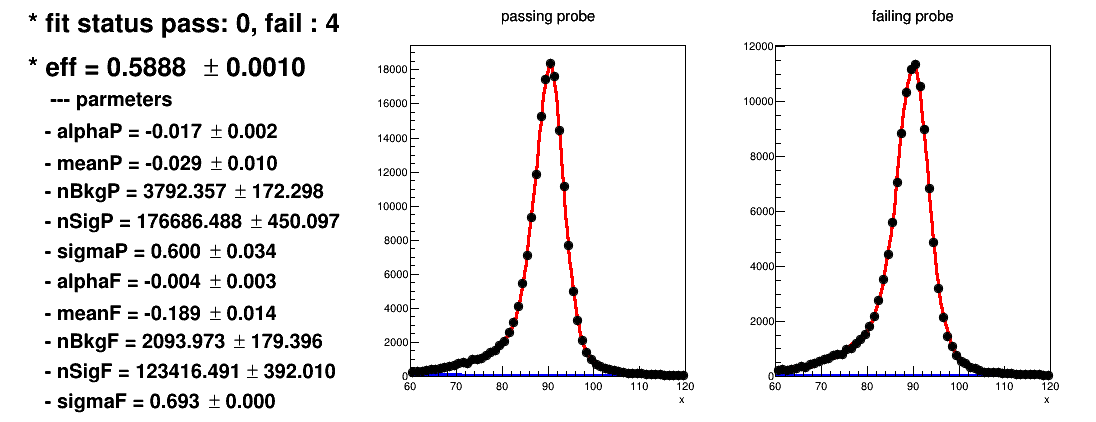 * fit status pass: 0, fail : 4
* eff = 0.5888 ± 0.0010
--- parmeters
- alphaP = -0.017 ± 0.002
- meanP = -0.029 ± 0.010
- nBkgP = 3792.357 ± 172.298
- nSigP = 176686.488 ± 450.097
- sigmaP = 0.600 ± 0.034
- alphaF = -0.004 ± 0.003
- meanF = -0.189 ± 0.014
- nBkgF = 2093.973 ± 179.396
- nSigF = 123416.491 ± 392.010
- sigmaF = 0.693 ± 0.000
passing probe
18000
16000
14000
12000
10000
8000
6000
4000
2000
0
60 70 80 90 100 110 120
x
failing probe
12000
10000
8000
6000
4000
2000
0
60 70 80 90 100 110 120
x